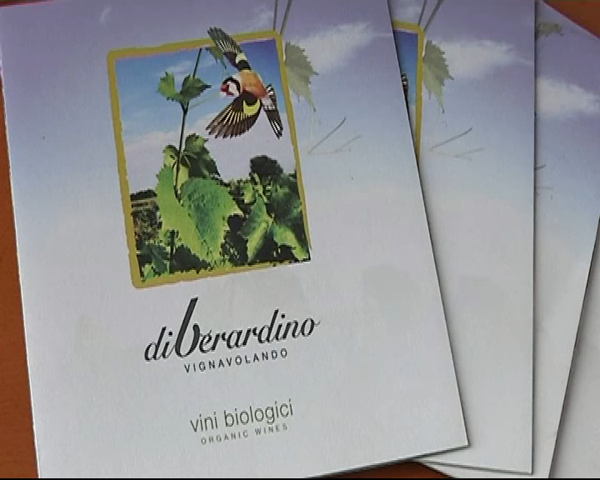 diberardino
VIGNAVOLANDO
vini biologici
ORGANIC WINES